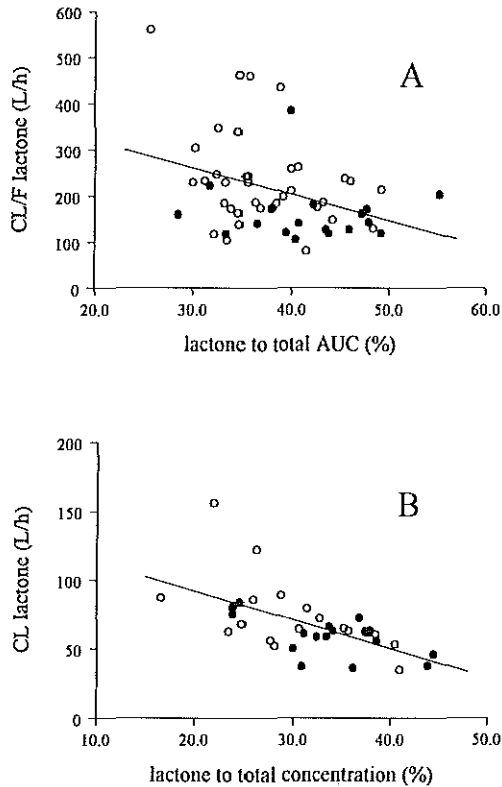 600
500
400
300
200
100
0
CL/F lactone (L/h)
A
20.0 30.0 40.0 50.0 60.0
lactone to total AUC (%)
200
150
100
50
0
CL lactone (L/h)
B
10.0 20.0 30.0 40.0 50.0
lactone to total concentration (%)